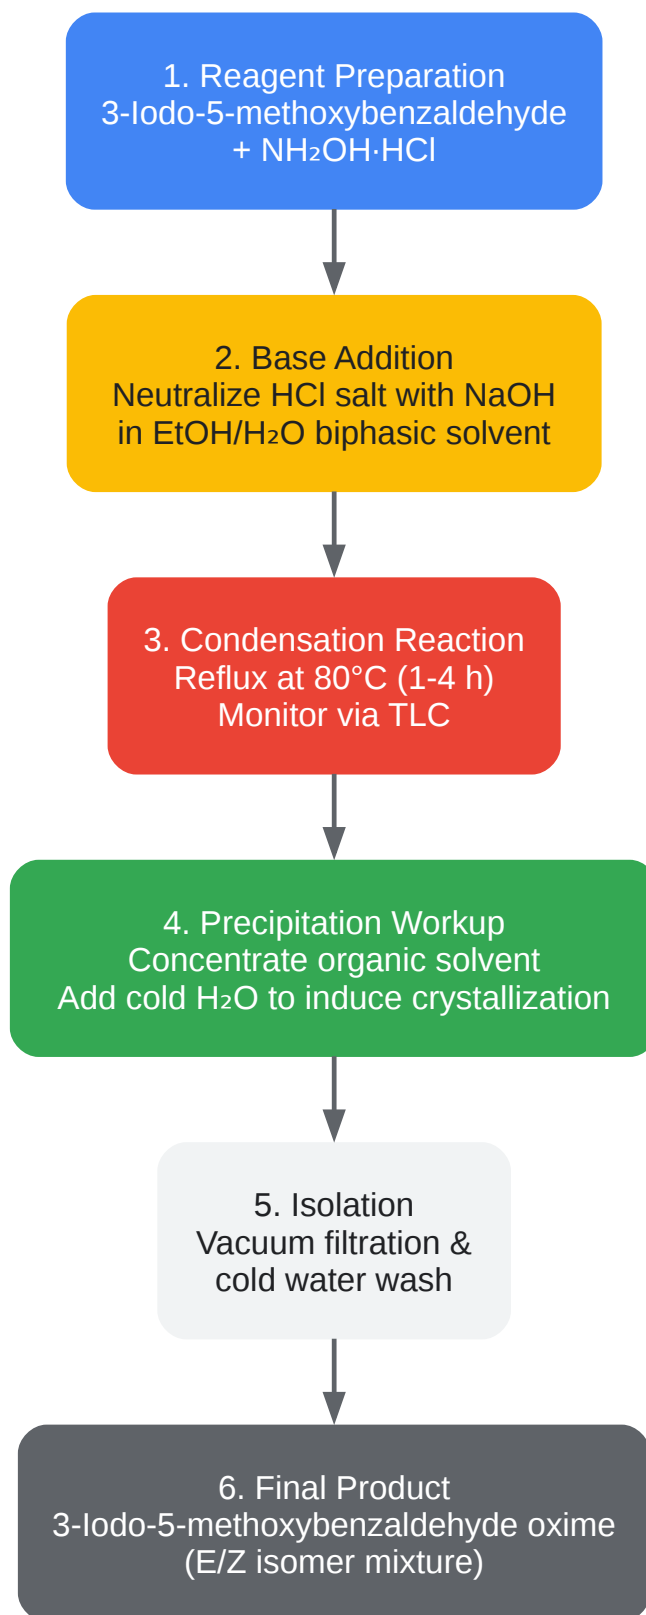 1. Reagent Preparation
3-Iodo-5-methoxybenzaldehyde
+ NH₂OH·HCl
2. Base Addition
Neutralize HCl salt with NaOH
in EtOH/H₂O biphasic solvent
3. Condensation Reaction
Reflux at 80°C (1-4 h)
Monitor via TLC
4. Precipitation Workup
Concentrate organic solvent
Add cold H₂O to induce crystallization
5. Isolation
Vacuum filtration &
cold water wash
6. Final Product
3-Iodo-5-methoxybenzaldehyde oxime
(E/Z isomer mixture)